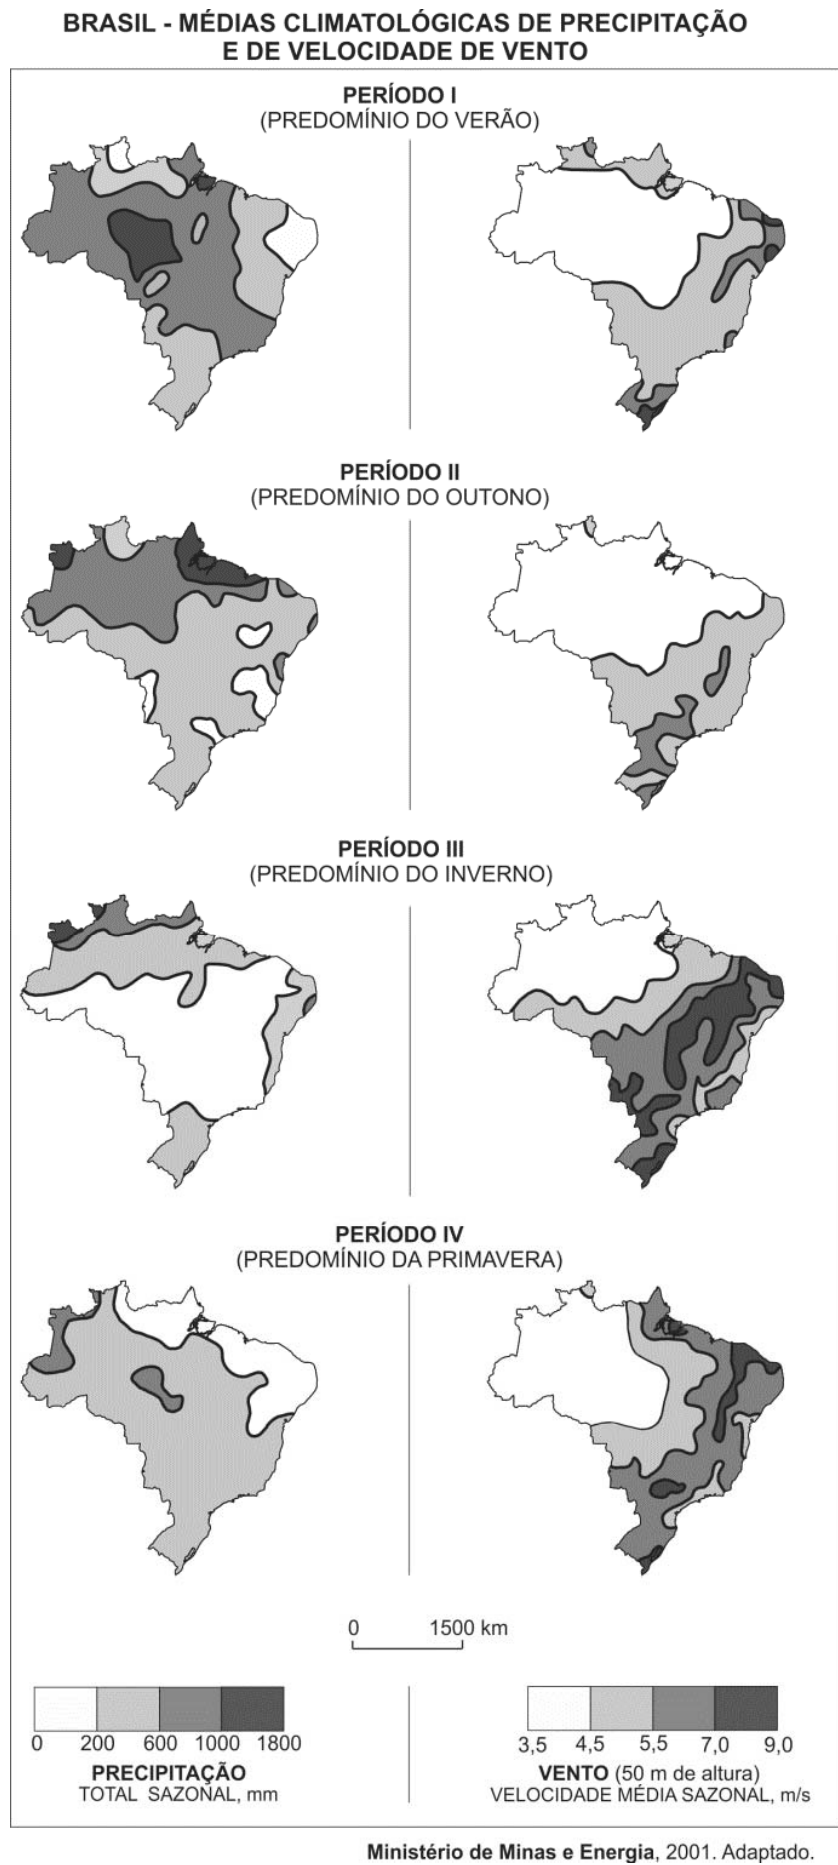 BRASIL - MÉDIAS CLIMATOLÓGICAS DE PRECIPITAÇÃO
E DE VELOCIDADE DE VENTO
PERÍODO I
(PREDOMÍNIO DO VERÃO)
PERÍODO II
(PREDOMÍNIO DO OUTONO)
PERÍODO III
(PREDOMÍNIO DO INVERNO)
PERÍODO IV
(PREDOMÍNIO DA PRIMAVERA)
0 1500 km
0 200 600 1000 1800
PRECIPITAÇÃO
TOTAL SAZONAL, mm
3,5 4,5 5,5 7,0 9,0
VENTO (50 m de altura)
VELOCIDADE MÉDIA SAZONAL, m/s
Ministério de Minas e Energia, 2001. Adaptado.